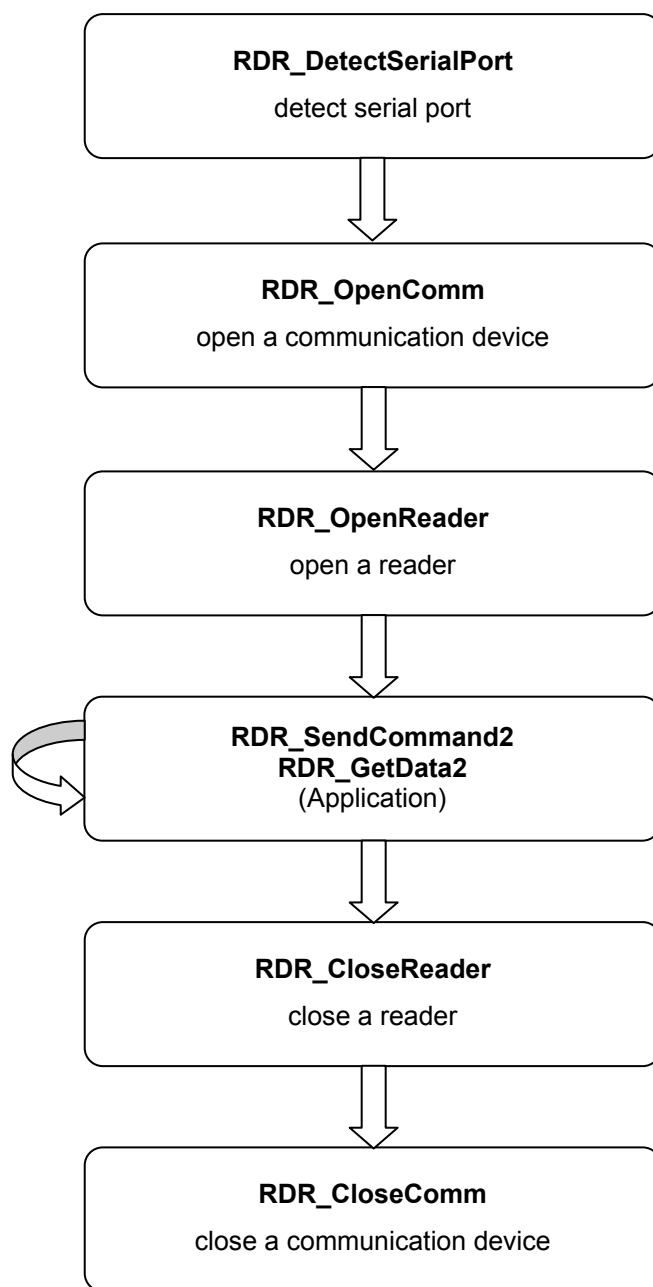 RDR_DetectSerialPort
detect serial port
RDR_OpenComm
open a communication device
RDR_OpenReader
open a reader
RDR_SendCommand2
RDR_GetData2
(Application)
RDR_CloseReader
close a reader
RDR_CloseComm
close a communication device